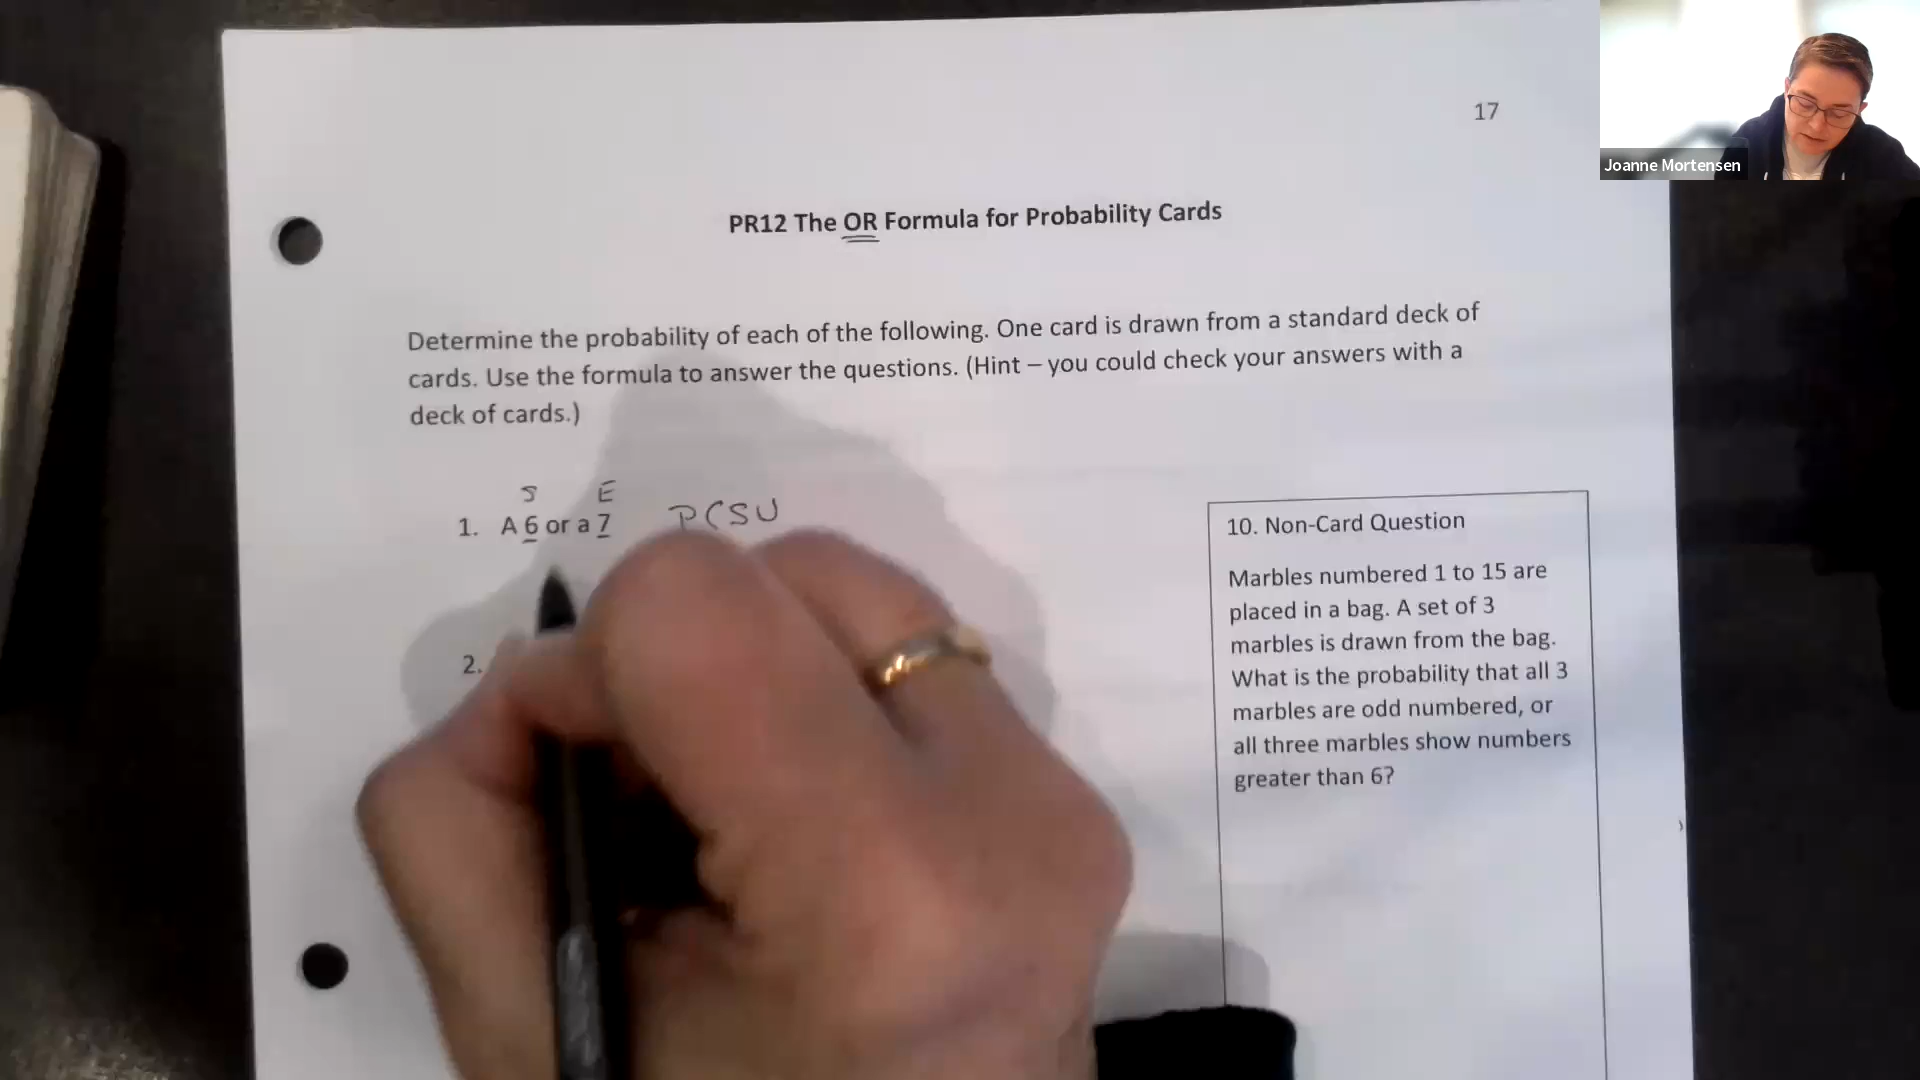 17
Joanne Mortensen
PR12 The OR Formula for Probability Cards
Determine the probability of each of the following. One card is drawn from a standard deck of
cards. Use the formula to answer the questions. (Hint – you could check your answers with a
deck of cards.)
S E
1. A 6 or a 7 P(SU
2.
10. Non-Card Question
Marbles numbered 1 to 15 are
placed in a bag. A set of 3
marbles is drawn from the bag.
What is the probability that all 3
marbles are odd numbered, or
all three marbles show numbers
greater than 6?